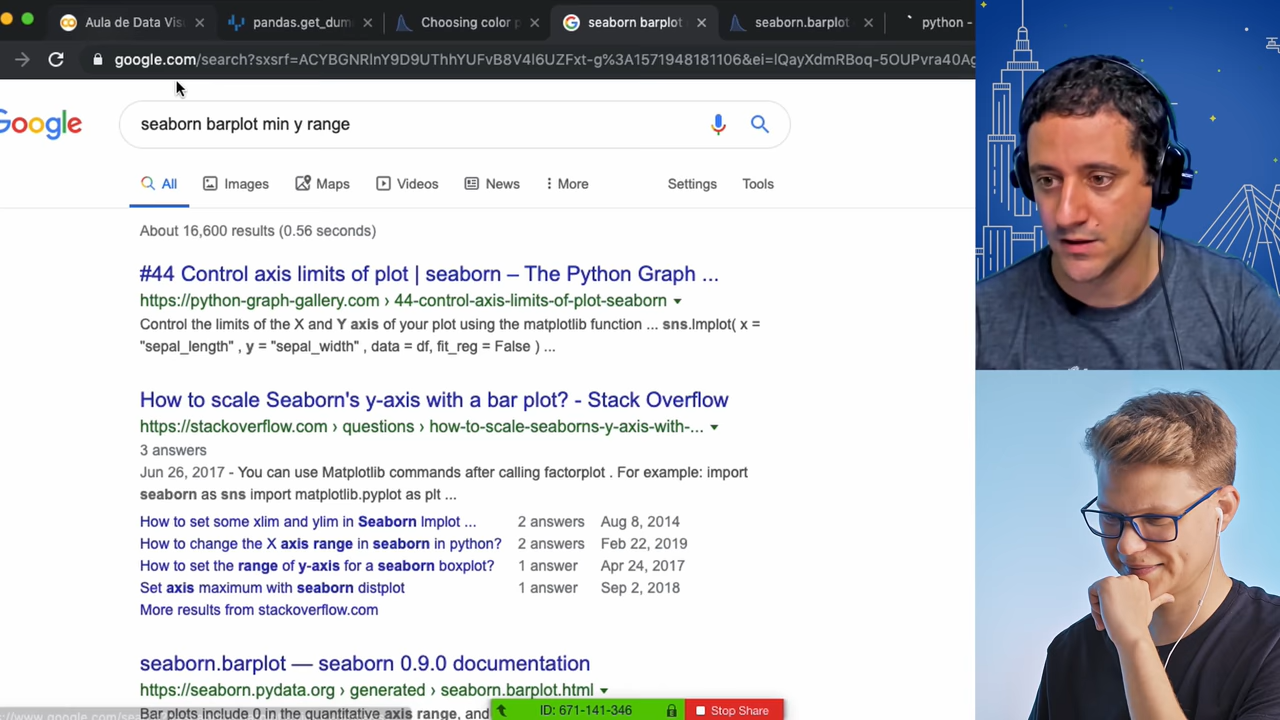 Aula de Data Vis
pandas.get_dum
Choosing color p
seaborn barplot
seaborn.barplot
python -
google.com/search?sxsrf=ACYBGNRlnY9D9UThhYUFvB8V4l6UZFxt-g%3A1571948181106&ei=lQayXdmRBoq-5OUPvra40Ag
Google
seaborn barplot min y range
All
Images
Maps
Videos
News
More
Settings
Tools
About 16,600 results (0.56 seconds)
#44 Control axis limits of plot | seaborn – The Python Graph ...
https://python-graph-gallery.com › 44-control-axis-limits-of-plot-seaborn
Control the limits of the X and Y axis of your plot using the matplotlib function ... sns.lmplot( x =
"sepal_length" , y = "sepal_width" , data = df, fit_reg = False ) ...
How to scale Seaborn's y-axis with a bar plot? - Stack Overflow
https://stackoverflow.com › questions › how-to-scale-seaborns-y-axis-with-...
3 answers
Jun 26, 2017 - You can use Matplotlib commands after calling factorplot . For example: import
seaborn as sns import matplotlib.pyplot as plt ...
How to set some xlim and ylim in Seaborn lmplot ... 2 answers Aug 8, 2014
How to change the X axis range in seaborn in python? 2 answers Feb 22, 2019
How to set the range of y-axis for a seaborn boxplot? 1 answer Apr 24, 2017
Set axis maximum with seaborn distplot 1 answer Sep 2, 2018
More results from stackoverflow.com
seaborn.barplot — seaborn 0.9.0 documentation
https://seaborn.pydata.org › generated › seaborn.barplot.html
Bar plots include 0 in the quantitative axis range, and
ID: 671-141-346
Stop Share